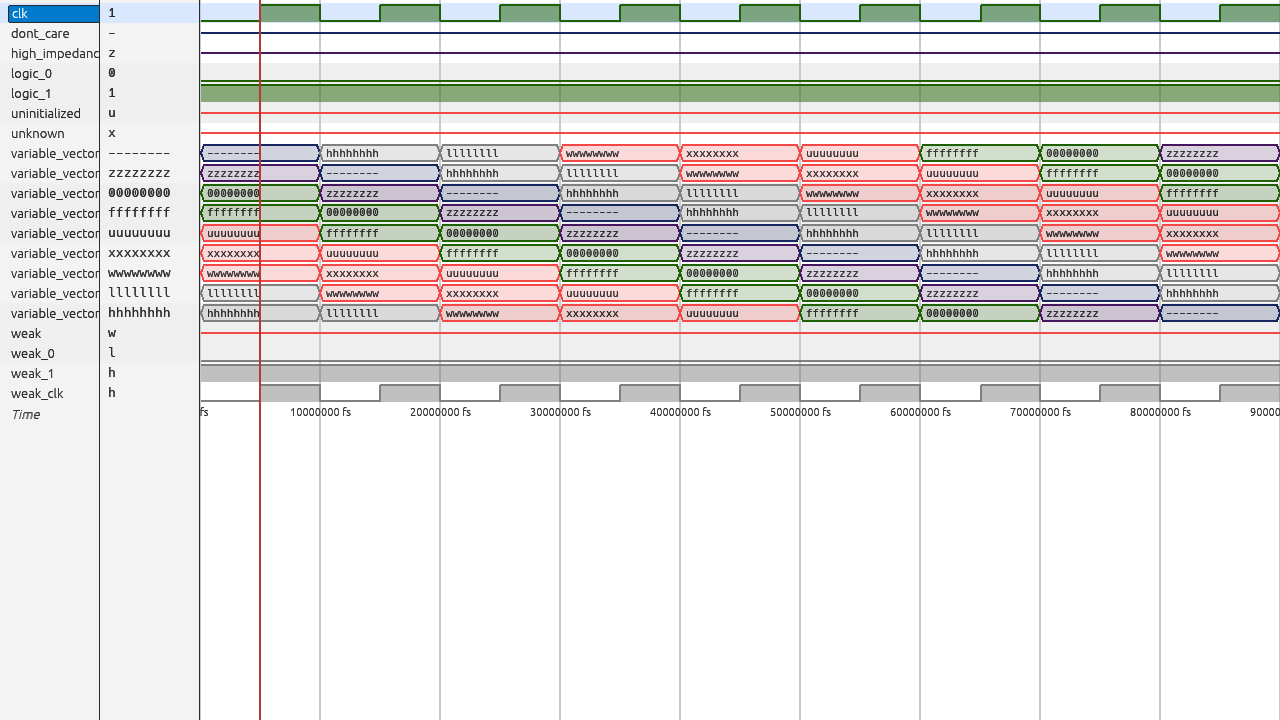 clk 1
dont_care –
high_impedanc z
logic_0 0
logic_1 1
uninitialized u
unknown x
variable_vector -------- -------- hhhhhhhh llllllll wwwwwwww xxxxxxxx uuuuuuuu ffffffff 00000000 zzzzzzzz
variable_vector zzzzzzzz zzzzzzzz -------- hhhhhhhh llllllll wwwwwwww xxxxxxxx uuuuuuuu ffffffff 00000000
variable_vector 00000000 00000000 zzzzzzzz -------- hhhhhhhh llllllll wwwwwwww xxxxxxxx uuuuuuuu ffffffff
variable_vector ffffffff ffffffff 00000000 zzzzzzzz -------- hhhhhhhh llllllll wwwwwwww xxxxxxxx uuuuuuuu
variable_vector uuuuuuuu uuuuuuuu ffffffff 00000000 zzzzzzzz -------- hhhhhhhh llllllll wwwwwwww xxxxxxxx
variable_vector xxxxxxxx xxxxxxxx uuuuuuuu ffffffff 00000000 zzzzzzzz -------- hhhhhhhh llllllll wwwwwwww
variable_vector wwwwwwww wwwwwwww xxxxxxxx uuuuuuuu ffffffff 00000000 zzzzzzzz -------- hhhhhhhh llllllll
variable_vector llllllll llllllll wwwwwwww xxxxxxxx uuuuuuuu ffffffff 00000000 zzzzzzzz -------- hhhhhhhh
variable_vector hhhhhhhh hhhhhhhh llllllll wwwwwwww xxxxxxxx uuuuuuuu ffffffff 00000000 zzzzzzzz --------
weak w
weak_0 l
weak_1 h
weak_clk h
Time fs 10000000 fs 20000000 fs 30000000 fs 40000000 fs 50000000 fs 60000000 fs 70000000 fs 80000000 fs 90000